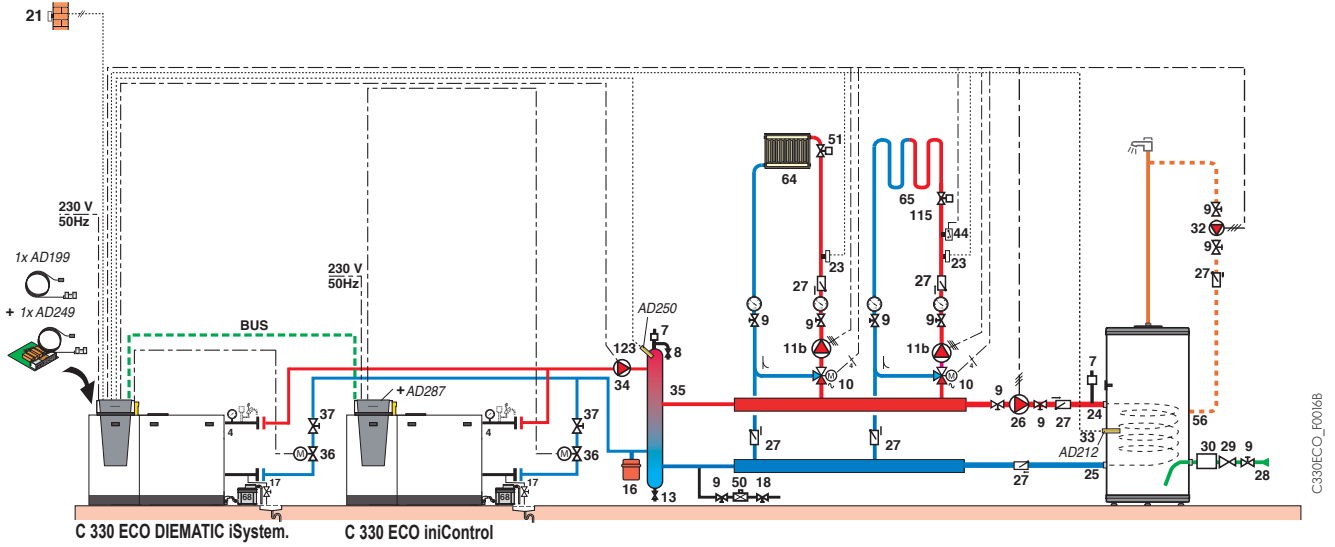 21
230 V
50Hz
1x AD199
+ 1x AD249
BUS
230 V
50Hz
+ AD287
4
37
36
M
17
68
4
37
36
M
17
68
C 330 ECO DIEMATIC iSystem.
C 330 ECO iniControl
123
34
AD250
7
8
35
16
13
64
51
23
27
9
9
11b
M
10
27
65
115
44
23
27
9
9
11b
M
10
27
9
50
18
9
26
9
27
27
7
24
33
AD212
25
56
9
32
9
27
30
29
9
28
C330ECO_F0016B